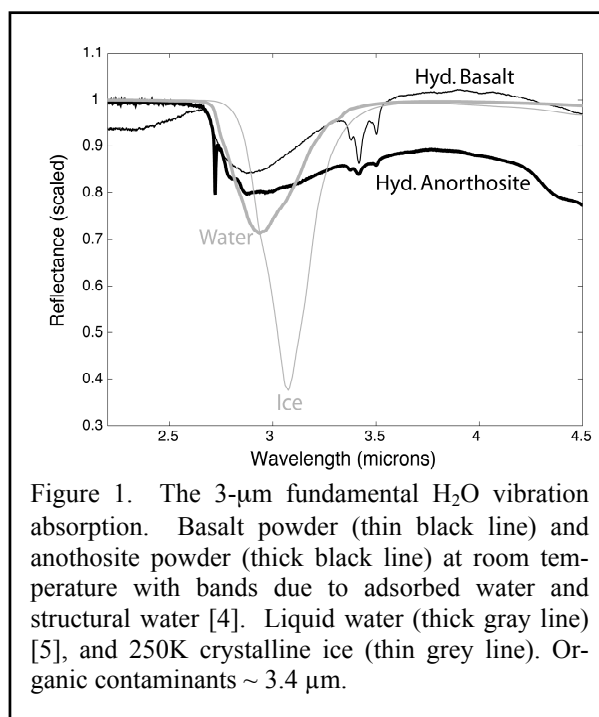 1.1
1
0.9
0.8
0.7
0.6
0.5
0.4
0.3
Reflectance (scaled)
Hyd. Basalt
Hyd. Anorthosite
Water
Ice
2.5 3 3.5 4 4.5
Wavelength (microns)
Figure 1. The 3-μm fundamental H₂O vibration
absorption. Basalt powder (thin black line) and
anothosite powder (thick black line) at room tem-
perature with bands due to adsorbed water and
structural water [4]. Liquid water (thick gray line)
[5], and 250K crystalline ice (thin grey line). Or-
ganic contaminants ~ 3.4 μm.